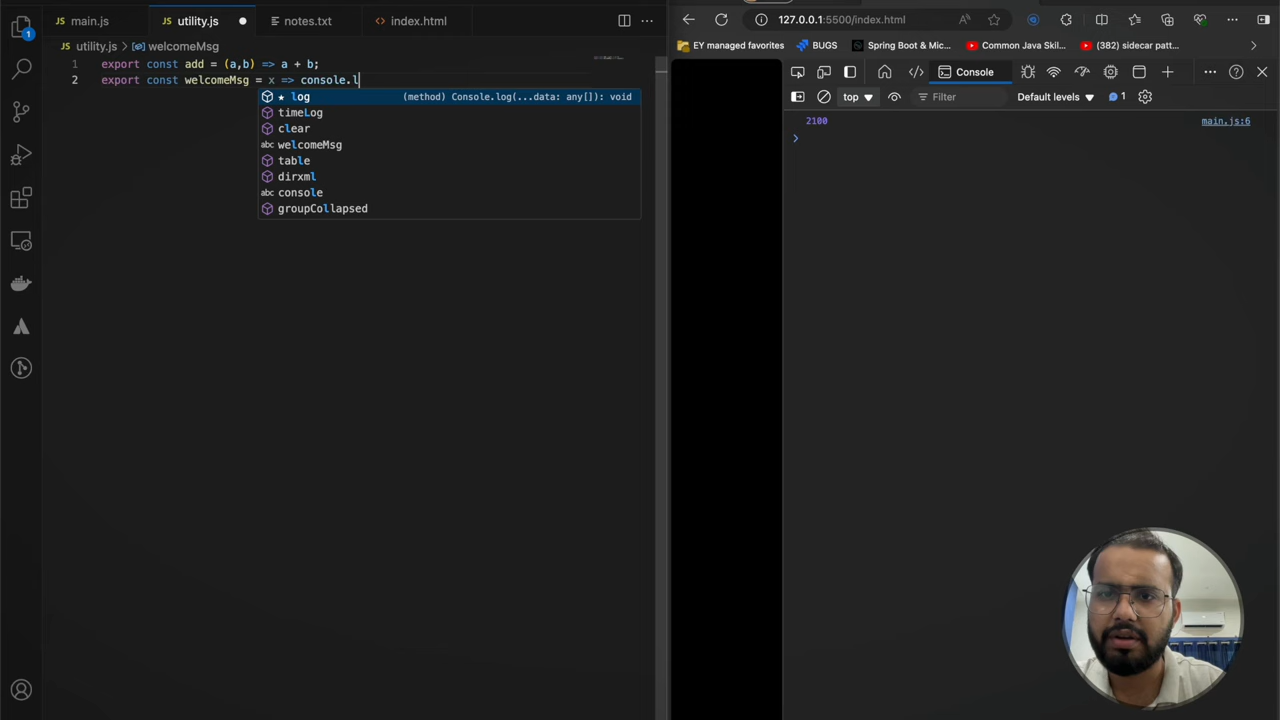 main.js
utility.js
notes.txt
index.html
utility.js > welcomeMsg
1 export const add = (a,b) => a + b;
2 export const welcomeMsg = x => console.l
★ log (method) Console.log(...data: any[]): void
timeLog
clear
abc welcomeMsg
table
dirxml
abc console
groupCollapsed
1
127.0.0.1:5500/index.html
EY managed favorites
BUGS
Spring Boot & Mic...
Common Java Skil...
(382) sidecar patt...
Console
top
Filter
Default levels
1
2100 main.js:6